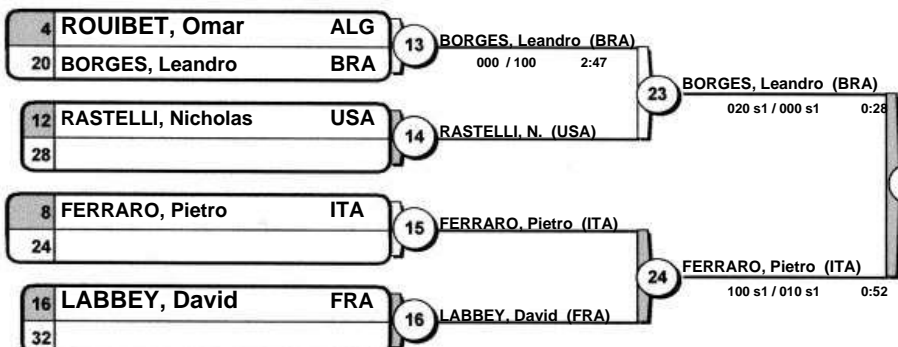 4 ROUIBET, Omar ALG
20 BORGES, Leandro BRA
13
BORGES, Leandro (BRA)
000 / 100 2:47
12 RASTELLI, Nicholas USA
28
14
RASTELLI, N. (USA)
23
BORGES, Leandro (BRA)
020 s1 / 000 s1 0:28
8 FERRARO, Pietro ITA
24
15
FERRARO, Pietro (ITA)
16 LABBEY, David FRA
32
16
LABBEY, David (FRA)
24
FERRARO, Pietro (ITA)
100 s1 / 010 s1 0:52